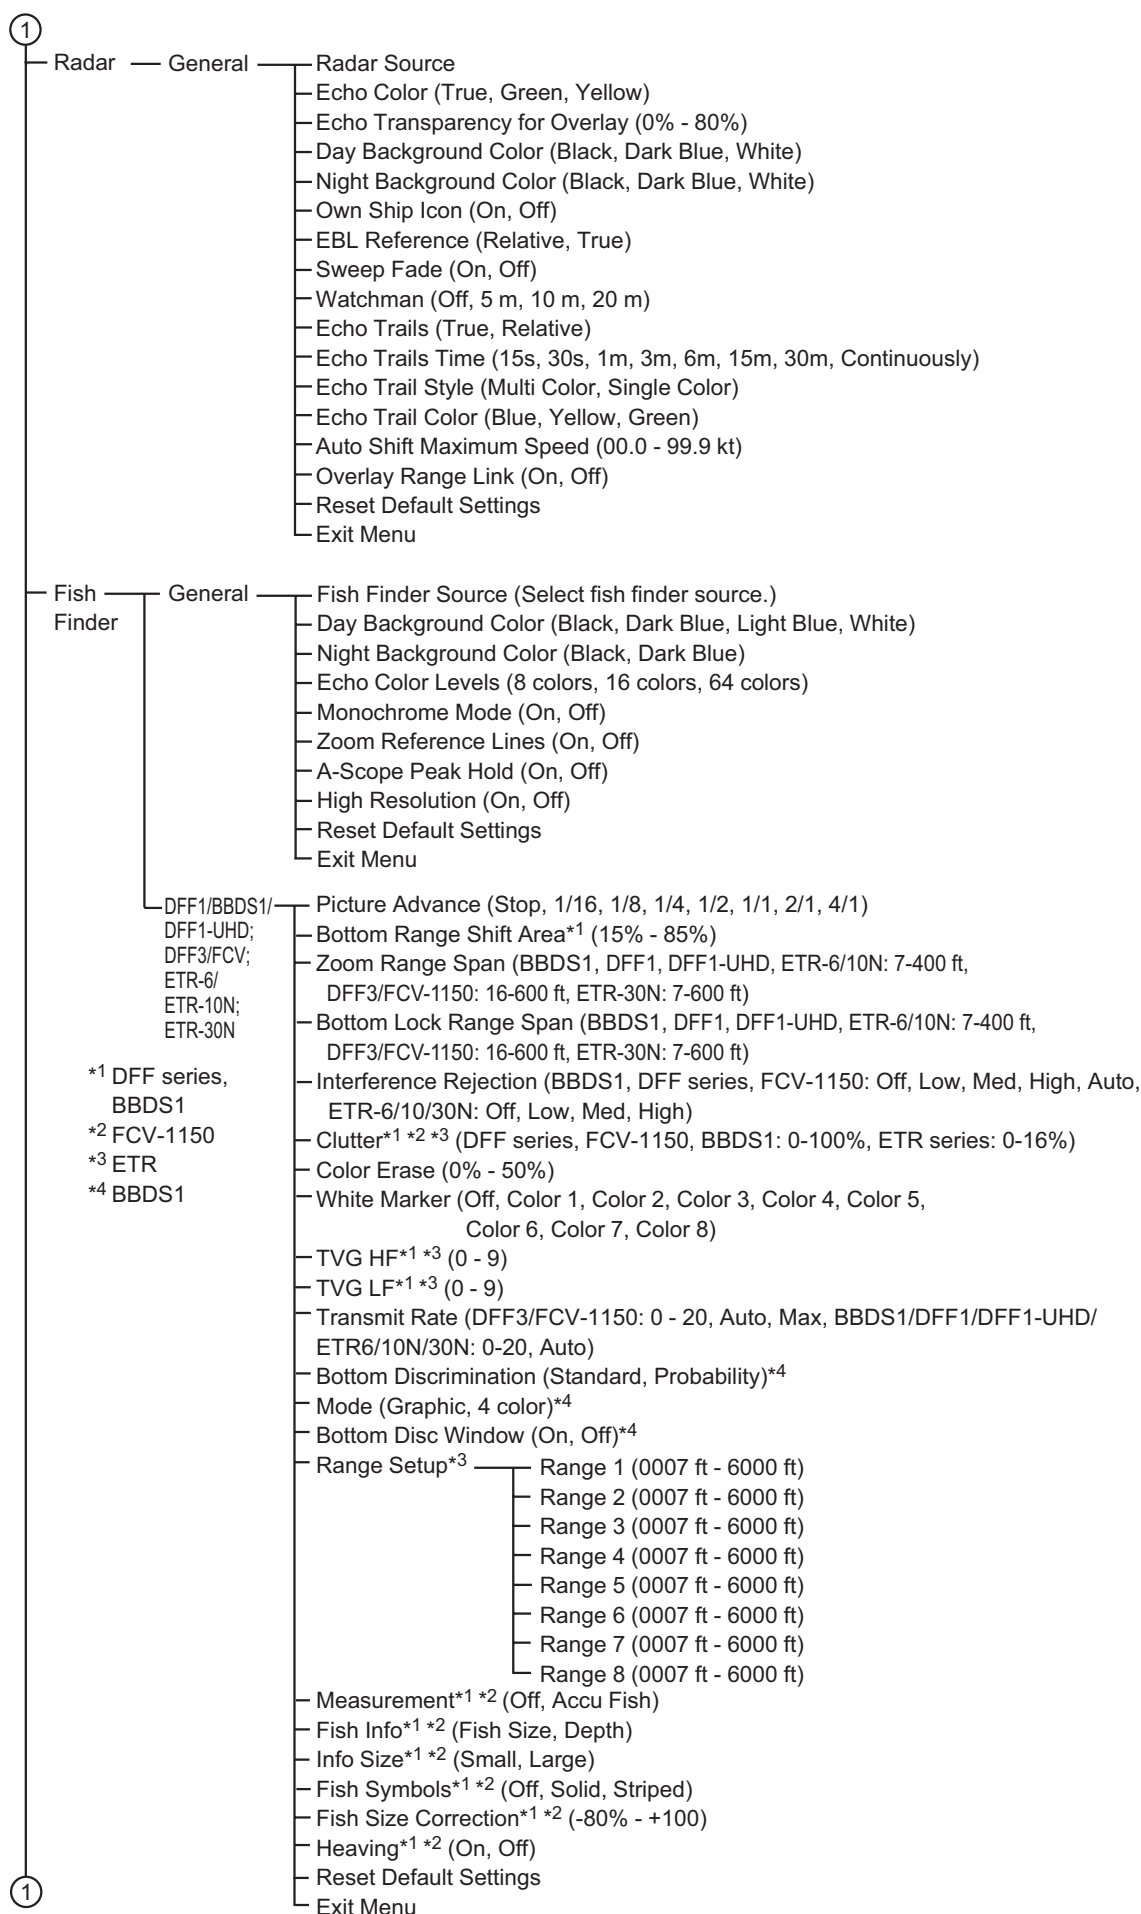 1
Radar General Radar Source
Echo Color (True, Green, Yellow)
Echo Transparency for Overlay (0% - 80%)
Day Background Color (Black, Dark Blue, White)
Night Background Color (Black, Dark Blue, White)
Own Ship Icon (On, Off)
EBL Reference (Relative, True)
Sweep Fade (On, Off)
Watchman (Off, 5 m, 10 m, 20 m)
Echo Trails (True, Relative)
Echo Trails Time (15s, 30s, 1m, 3m, 6m, 15m, 30m, Continuously)
Echo Trail Style (Multi Color, Single Color)
Echo Trail Color (Blue, Yellow, Green)
Auto Shift Maximum Speed (00.0 - 99.9 kt)
Overlay Range Link (On, Off)
Reset Default Settings
Exit Menu
Fish
Finder
General
Fish Finder Source (Select fish finder source.)
Day Background Color (Black, Dark Blue, Light Blue, White)
Night Background Color (Black, Dark Blue)
Echo Color Levels (8 colors, 16 colors, 64 colors)
Monochrome Mode (On, Off)
Zoom Reference Lines (On, Off)
A-Scope Peak Hold (On, Off)
High Resolution (On, Off)
Reset Default Settings
Exit Menu
DFF1/BBDS1/
DFF1-UHD;
DFF3/FCV;
ETR-6/
ETR-10N;
ETR-30N
*1 DFF series,
BBDS1
*2 FCV-1150
*3 ETR
*4 BBDS1
Picture Advance (Stop, 1/16, 1/8, 1/4, 1/2, 1/1, 2/1, 4/1)
Bottom Range Shift Area*1 (15% - 85%)
Zoom Range Span (BBDS1, DFF1, DFF1-UHD, ETR-6/10N: 7-400 ft,
DFF3/FCV-1150: 16-600 ft, ETR-30N: 7-600 ft)
Bottom Lock Range Span (BBDS1, DFF1, DFF1-UHD, ETR-6/10N: 7-400 ft,
DFF3/FCV-1150: 16-600 ft, ETR-30N: 7-600 ft)
Interference Rejection (BBDS1, DFF series, FCV-1150: Off, Low, Med, High, Auto,
ETR-6/10/30N: Off, Low, Med, High)
Clutter*1 *2 *3 (DFF series, FCV-1150, BBDS1: 0-100%, ETR series: 0-16%)
Color Erase (0% - 50%)
White Marker (Off, Color 1, Color 2, Color 3, Color 4, Color 5,
Color 6, Color 7, Color 8)
TVG HF*1 *3 (0 - 9)
TVG LF*1 *3 (0 - 9)
Transmit Rate (DFF3/FCV-1150: 0 - 20, Auto, Max, BBDS1/DFF1/DFF1-UHD/
ETR6/10N/30N: 0-20, Auto)
Bottom Discrimination (Standard, Probability)*4
Mode (Graphic, 4 color)*4
Bottom Disc Window (On, Off)*4
Range Setup*3 Range 1 (0007 ft - 6000 ft)
Range 2 (0007 ft - 6000 ft)
Range 3 (0007 ft - 6000 ft)
Range 4 (0007 ft - 6000 ft)
Range 5 (0007 ft - 6000 ft)
Range 6 (0007 ft - 6000 ft)
Range 7 (0007 ft - 6000 ft)
Range 8 (0007 ft - 6000 ft)
Measurement*1 *2 (Off, Accu Fish)
Fish Info*1 *2 (Fish Size, Depth)
Info Size*1 *2 (Small, Large)
Fish Symbols*1 *2 (Off, Solid, Striped)
Fish Size Correction*1 *2 (-80% - +100)
Heaving*1 *2 (On, Off)
Reset Default Settings
Exit Menu
1